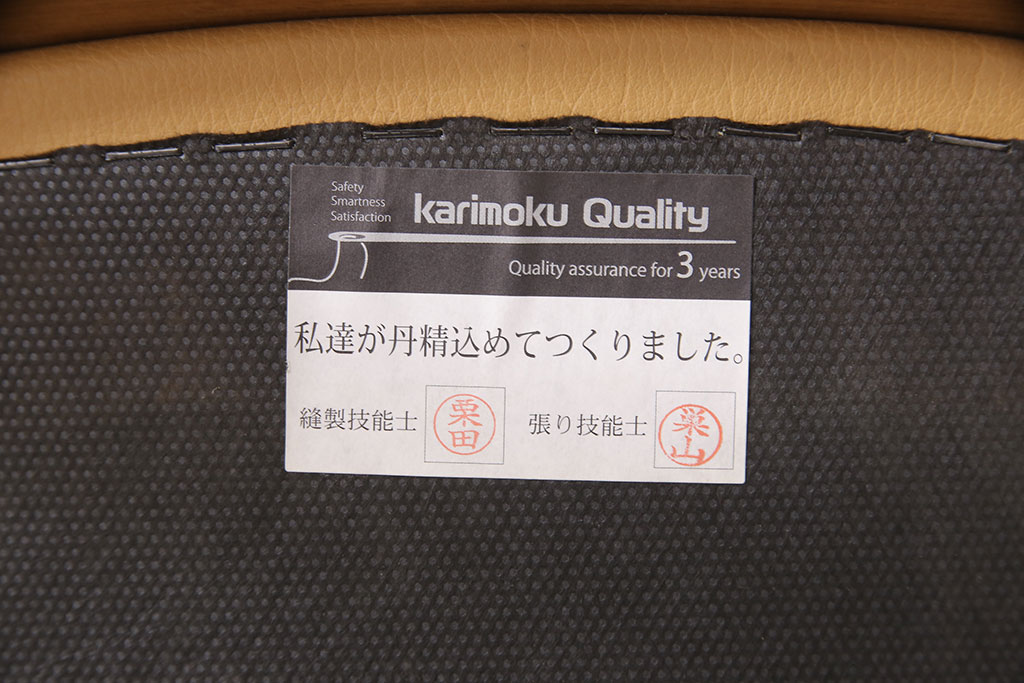 Safety
Smartness
Satisfaction
karimoku Quality
Quality assurance for 3 years
私達が丹精込めてつくりました。
縫製技能士 栗田 張り技能士 巣山